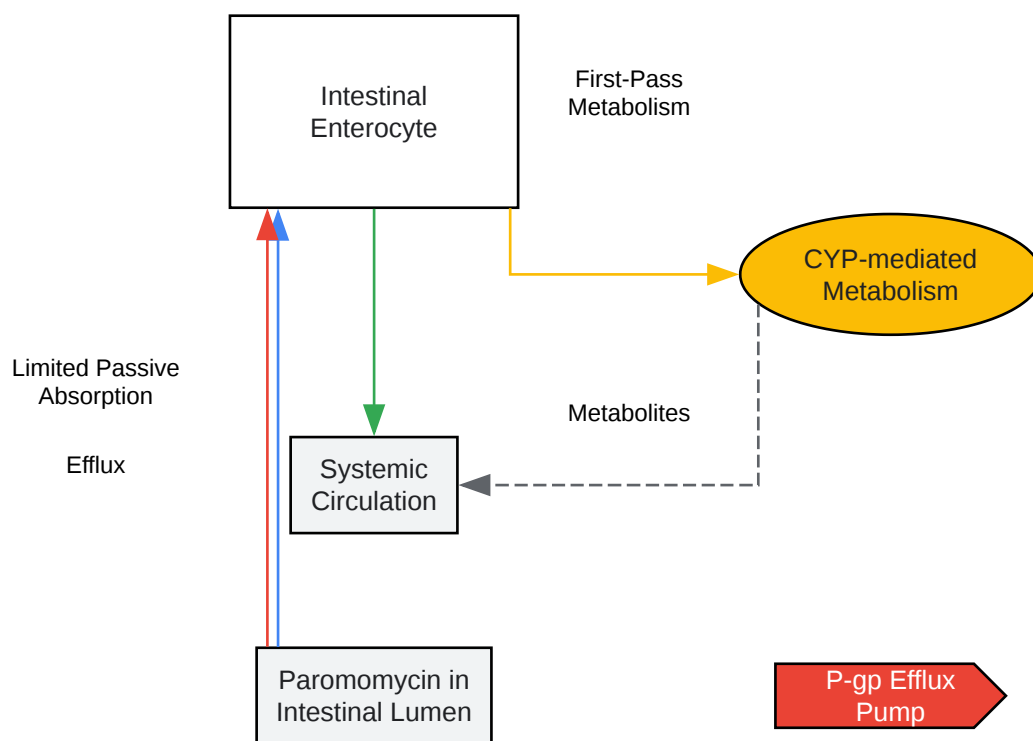 Intestinal
Enterocyte
First-Pass
Metabolism
CYP-mediated
Metabolism
Limited Passive
Absorption
Efflux
Metabolites
Systemic
Circulation
Paromomycin in
Intestinal Lumen
P-gp Efflux
Pump